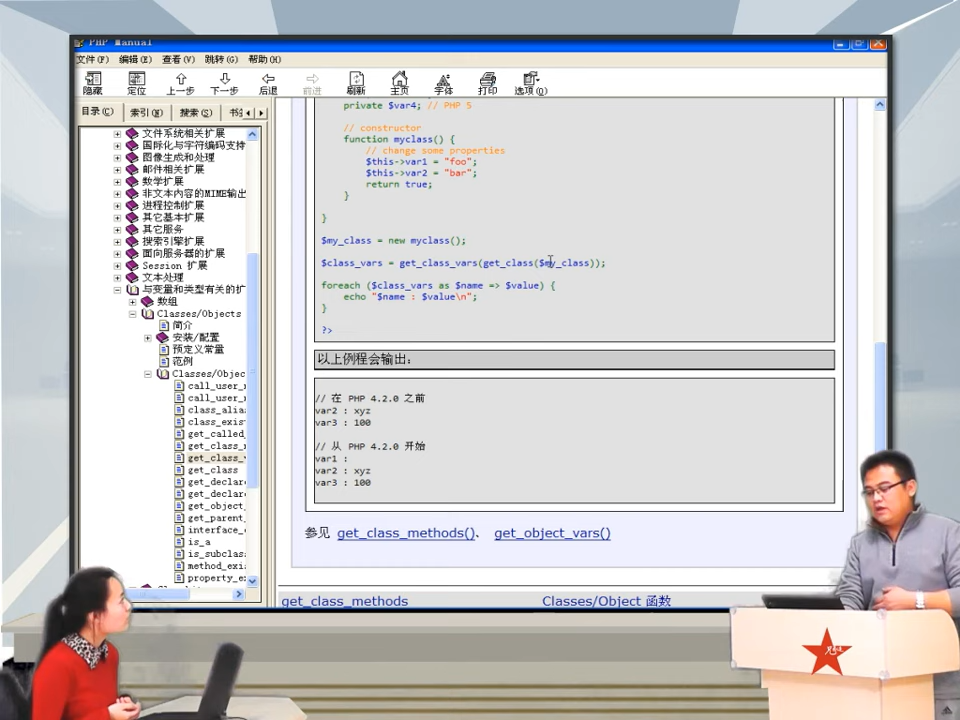 PHP Manual
文件(F) 编辑(E) 查看(V) 跳转(G) 帮助(H)
隐藏 定位 上一步 下一步 后退 前进 刷新 主页 字体 打印 选项(O)
目录(C) 索引(N) 搜索(S) 书
文件系统相关扩展
国际化与字符编码支持
图像生成和处理
邮件相关扩展
数学扩展
非文本内容的MIME输出
进程控制扩展
其它基本扩展
其它服务
搜索引擎扩展
面向服务器的扩展
Session 扩展
文本处理
与变量和类型有关的扩
数组
Classes/Objects
简介
安装/配置
预定义常量
范例
Classes/Objec
call_user_
call_user_
class_alia
class_exis
get_called_
get_class_
get_class_
get_class
get_declar
get_declar
get_object_
get_parent_
interface_
is_a
is_subclas
method_exi
property_e
private $var4; // PHP 5
// constructor
function myclass() {
// change some properties
$this->var1 = "foo";
$this->var2 = "bar";
return true;
}
}
$my_class = new myclass();
$class_vars = get_class_vars(get_class($my_class));
foreach ($class_vars as $name => $value) {
echo "$name : $value\n";
}
?>
以上例程会输出:
// 在 PHP 4.2.0 之前
var2 : xyz
var3 : 100
// 从 PHP 4.2.0 开始
var1 :
var2 : xyz
var3 : 100
参见 get_class_methods()、 get_object_vars()
get_class_methods Classes/Object 函数